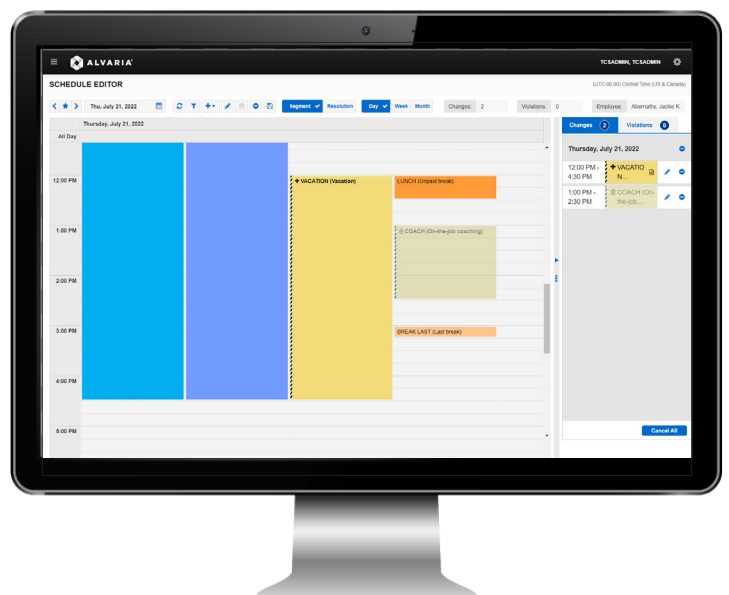 ALVARIA
TCSADMIN, TCSADMIN
SCHEDULE EDITOR
(UTC-06:00) Central Time (US & Canada)
Thu, July 21, 2022
Segment
Resolution
Day
Week
Month
Changes: 2
Violations: 0
Employee: Abernathy, Jackie K.
Thursday, July 21, 2022
All Day
12:00 PM
1:00 PM
2:00 PM
3:00 PM
4:00 PM
5:00 PM
VACATION (Vacation)
LUNCH (Unpaid break)
COACH (On-the-job coaching)
BREAK LAST (Last break)
Changes 2
Violations 0
Thursday, July 21, 2022
12:00 PM -
4:30 PM
VACATIO
N...
1:00 PM -
2:30 PM
COACH (On-
the-job...
Cancel All